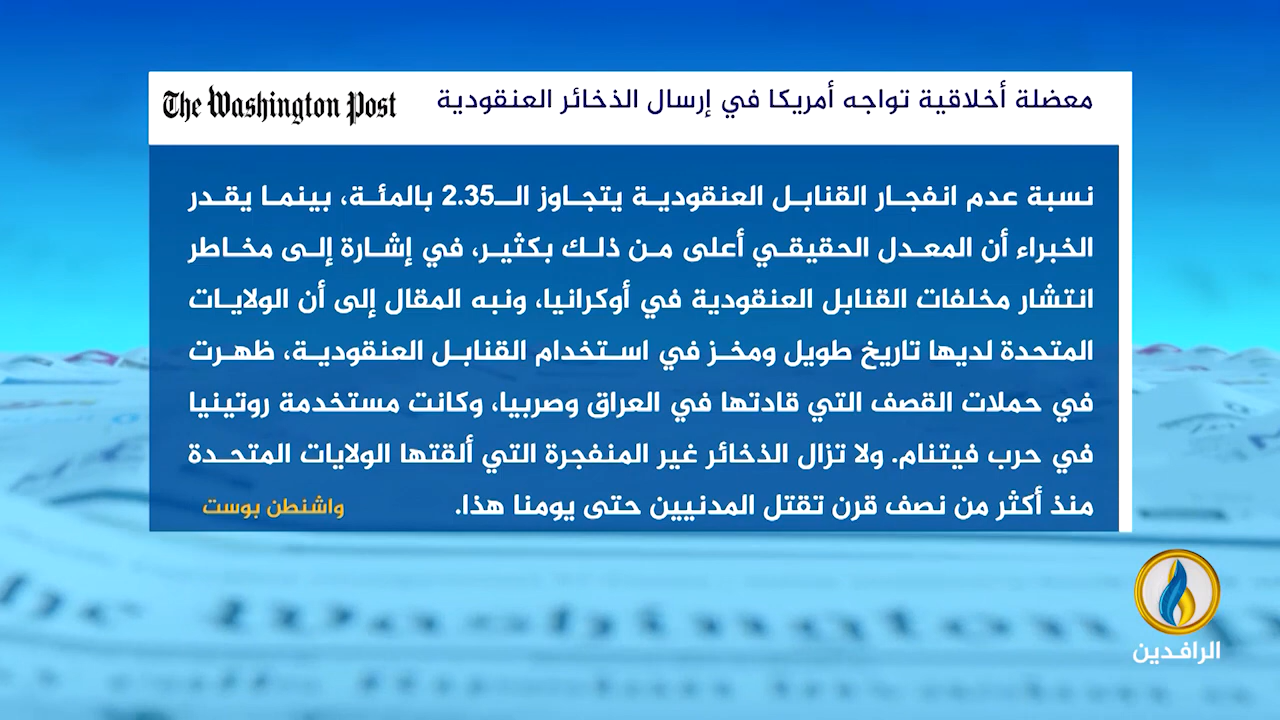 معضلة أخلاقية تواجه أمريكا في إرسال الذخائر العنقودية
The Washington Post
نسبة عدم انفجار القنابل العنقودية يتجاوز الـ2.35 بالمئة، بينما يقدر
الخبراء أن المعدل الحقيقي أعلى من ذلك بكثير، في إشارة إلى مخاطر
انتشار مخلفات القنابل العنقودية في أوكرانيا، ونبه المقال إلى أن الولايات
المتحدة لديها تاريخ طويل ومخز في استخدام القنابل العنقودية، ظهرت
في حملات القصف التي قادتها في العراق وصربيا، وكانت مستخدمة روتينيا
في حرب فيتنام. ولا تزال الذخائر غير المنفجرة التي ألقتها الولايات المتحدة
منذ أكثر من نصف قرن تقتل المدنيين حتى يومنا هذا.
واشنطن بوست
الرافدين